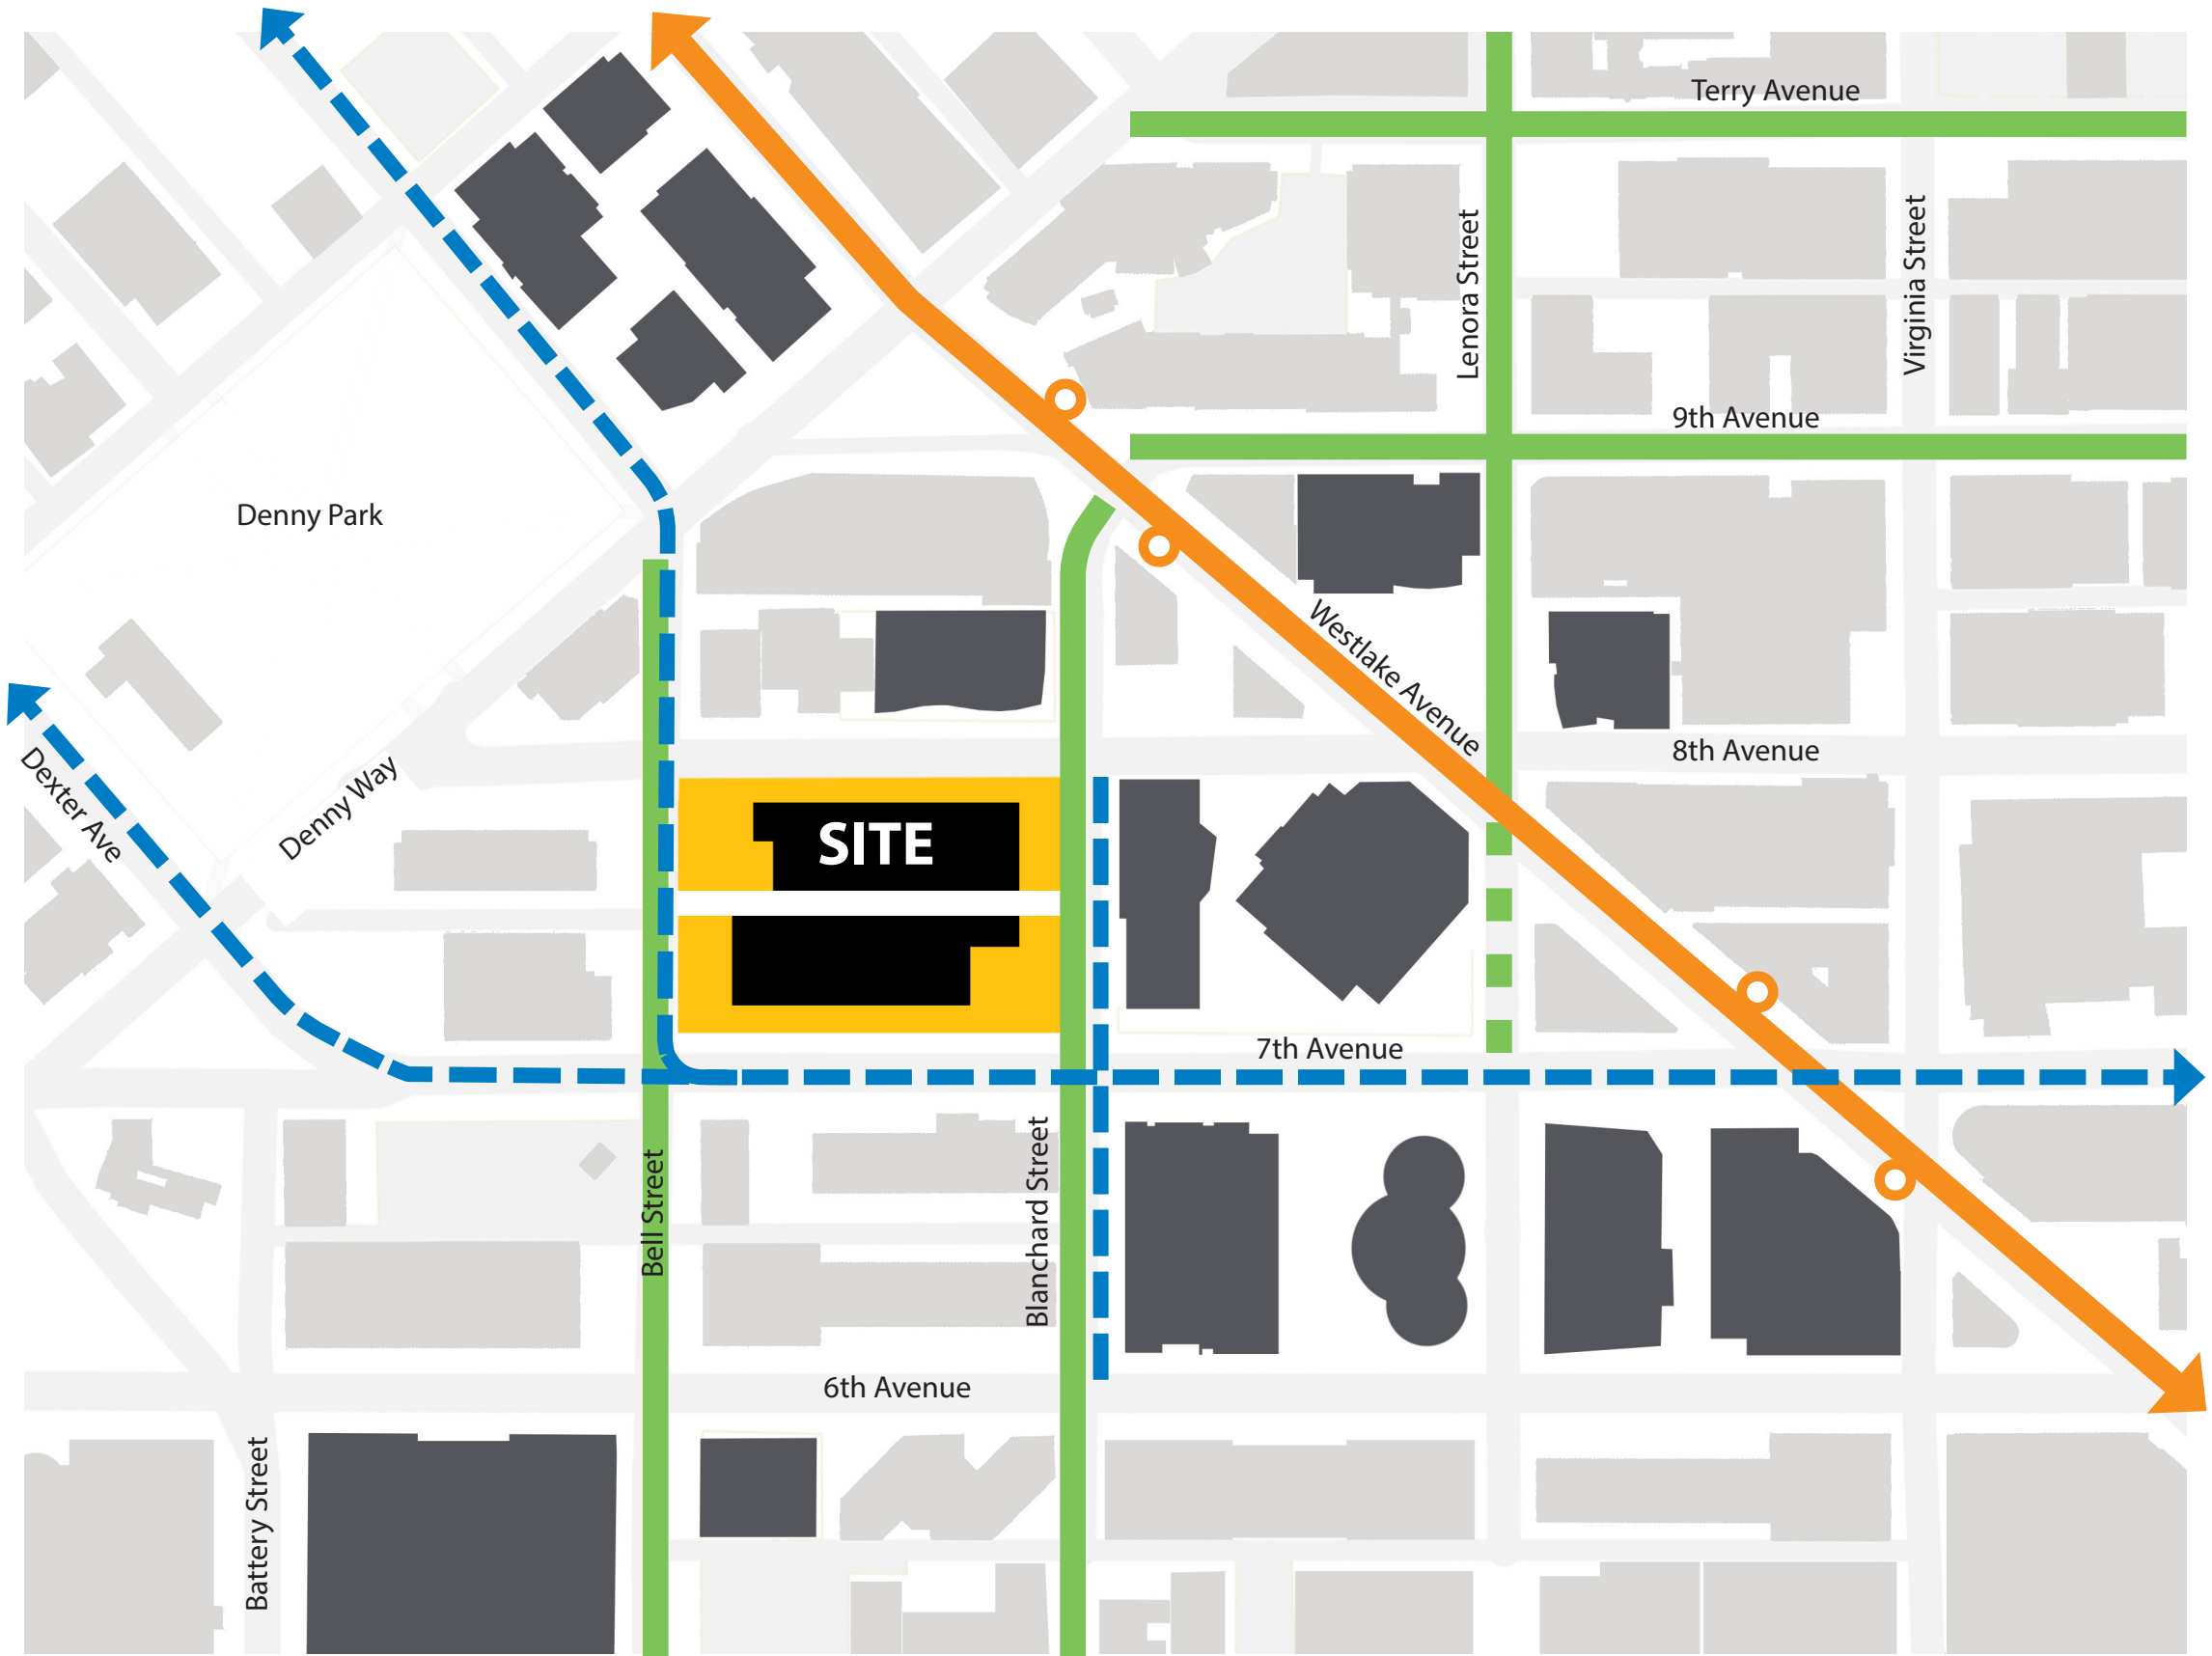 Terry Avenue
Lenora Street
Virginia Street
9th Avenue
Denny Park
Westlake Avenue
8th Avenue
Dexter Ave
Denny Way
SITE
7th Avenue
Bell Street
Blanchard Street
6th Avenue
Battery Street